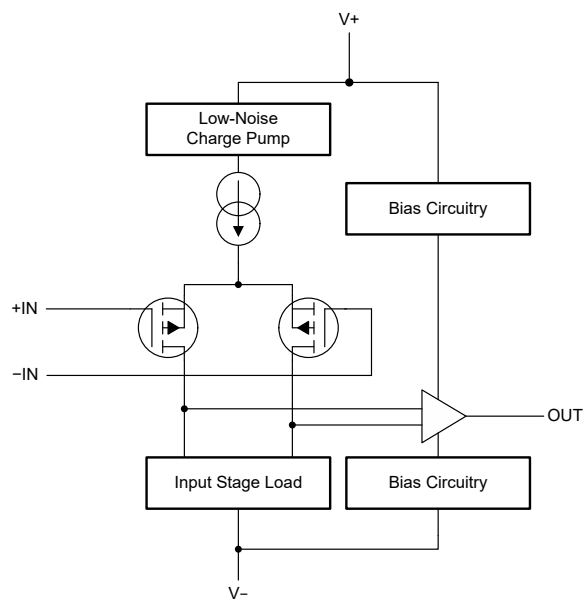 V+
Low-Noise
Charge Pump
Bias Circuitry
+IN
−IN
OUT
Input Stage Load
Bias Circuitry
V−